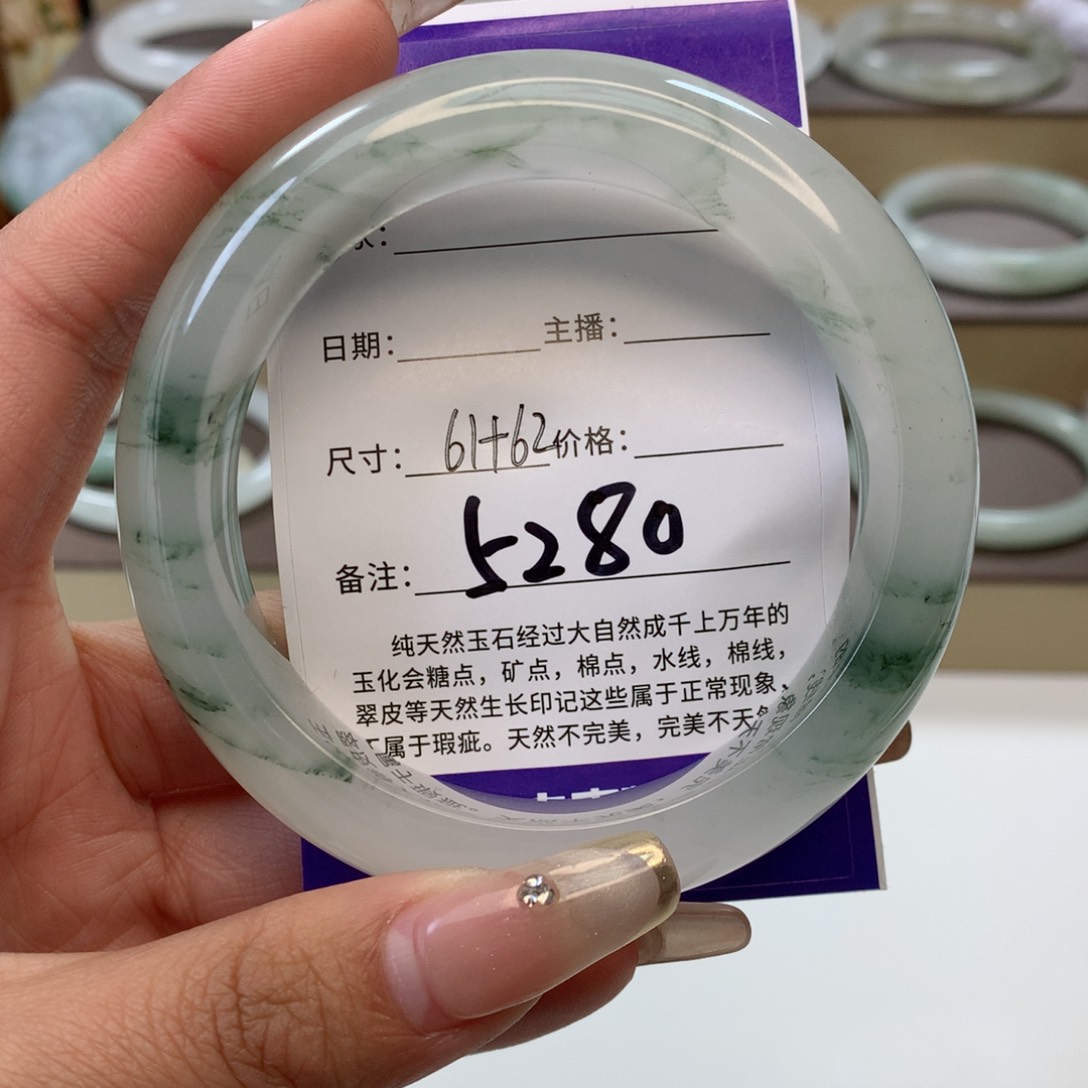 日期： 主播：
尺寸： 61+62 价格：
5280
备注：
纯天然玉石经过大自然成千上万年的
玉化会糖点，矿点，棉点，水线，棉线，
翠皮等天然生长印记这些属于正常现象，
属于瑕疵。天然不完美，完美不天